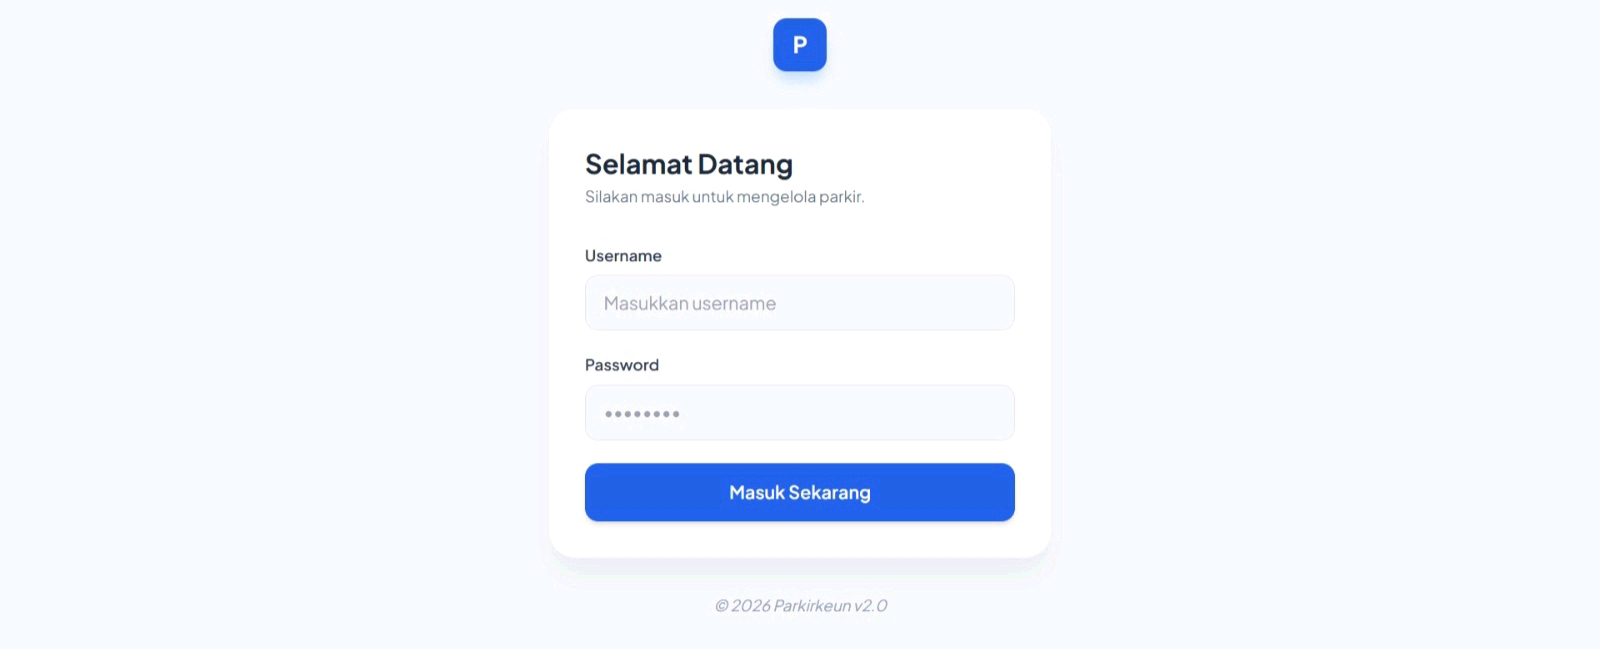 P
Selamat Datang
Silakan masuk untuk mengelola parkir.
Username
Masukkan username
Password
••••••••
Masuk Sekarang
© 2026 Parkirkeun v2.0